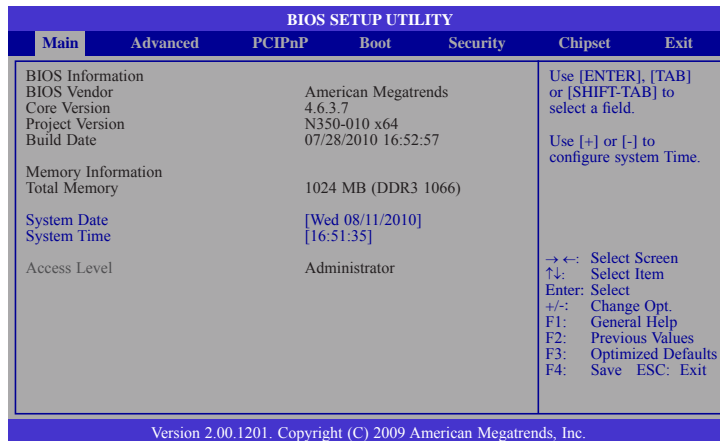 BIOS SETUP UTILITY
Main Advanced PCIPnP Boot Security Chipset Exit
BIOS Information
BIOS Vendor American Megatrends
Core Version 4.6.3.7
Project Version N350-010 x64
Build Date 07/28/2010 16:52:57
Memory Information
Total Memory 1024 MB (DDR3 1066)
System Date [Wed 08/11/2010]
System Time [16:51:35]
Access Level Administrator
Use [ENTER], [TAB]
or [SHIFT-TAB] to
select a field.
Use [+] or [-] to
configure system Time.
→ ←: Select Screen
↑↓: Select Item
Enter: Select
+/-: Change Opt.
F1: General Help
F2: Previous Values
F3: Optimized Defaults
F4: Save ESC: Exit
Version 2.00.1201. Copyright (C) 2009 American Megatrends, Inc.